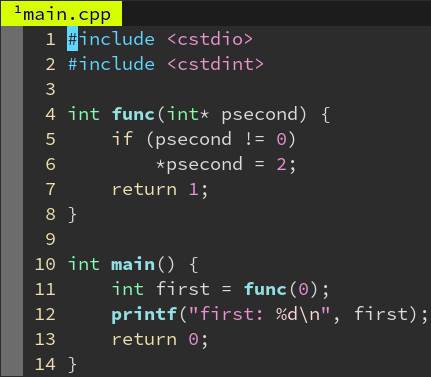 ¹main.cpp
1 #include <cstdio>
2 #include <cstdint>
3
4 int func(int* psecond) {
5     if (psecond != 0)
6         *psecond = 2;
7     return 1;
8 }
9
10 int main() {
11     int first = func(0);
12     printf("first: %d\n", first);
13     return 0;
14 }